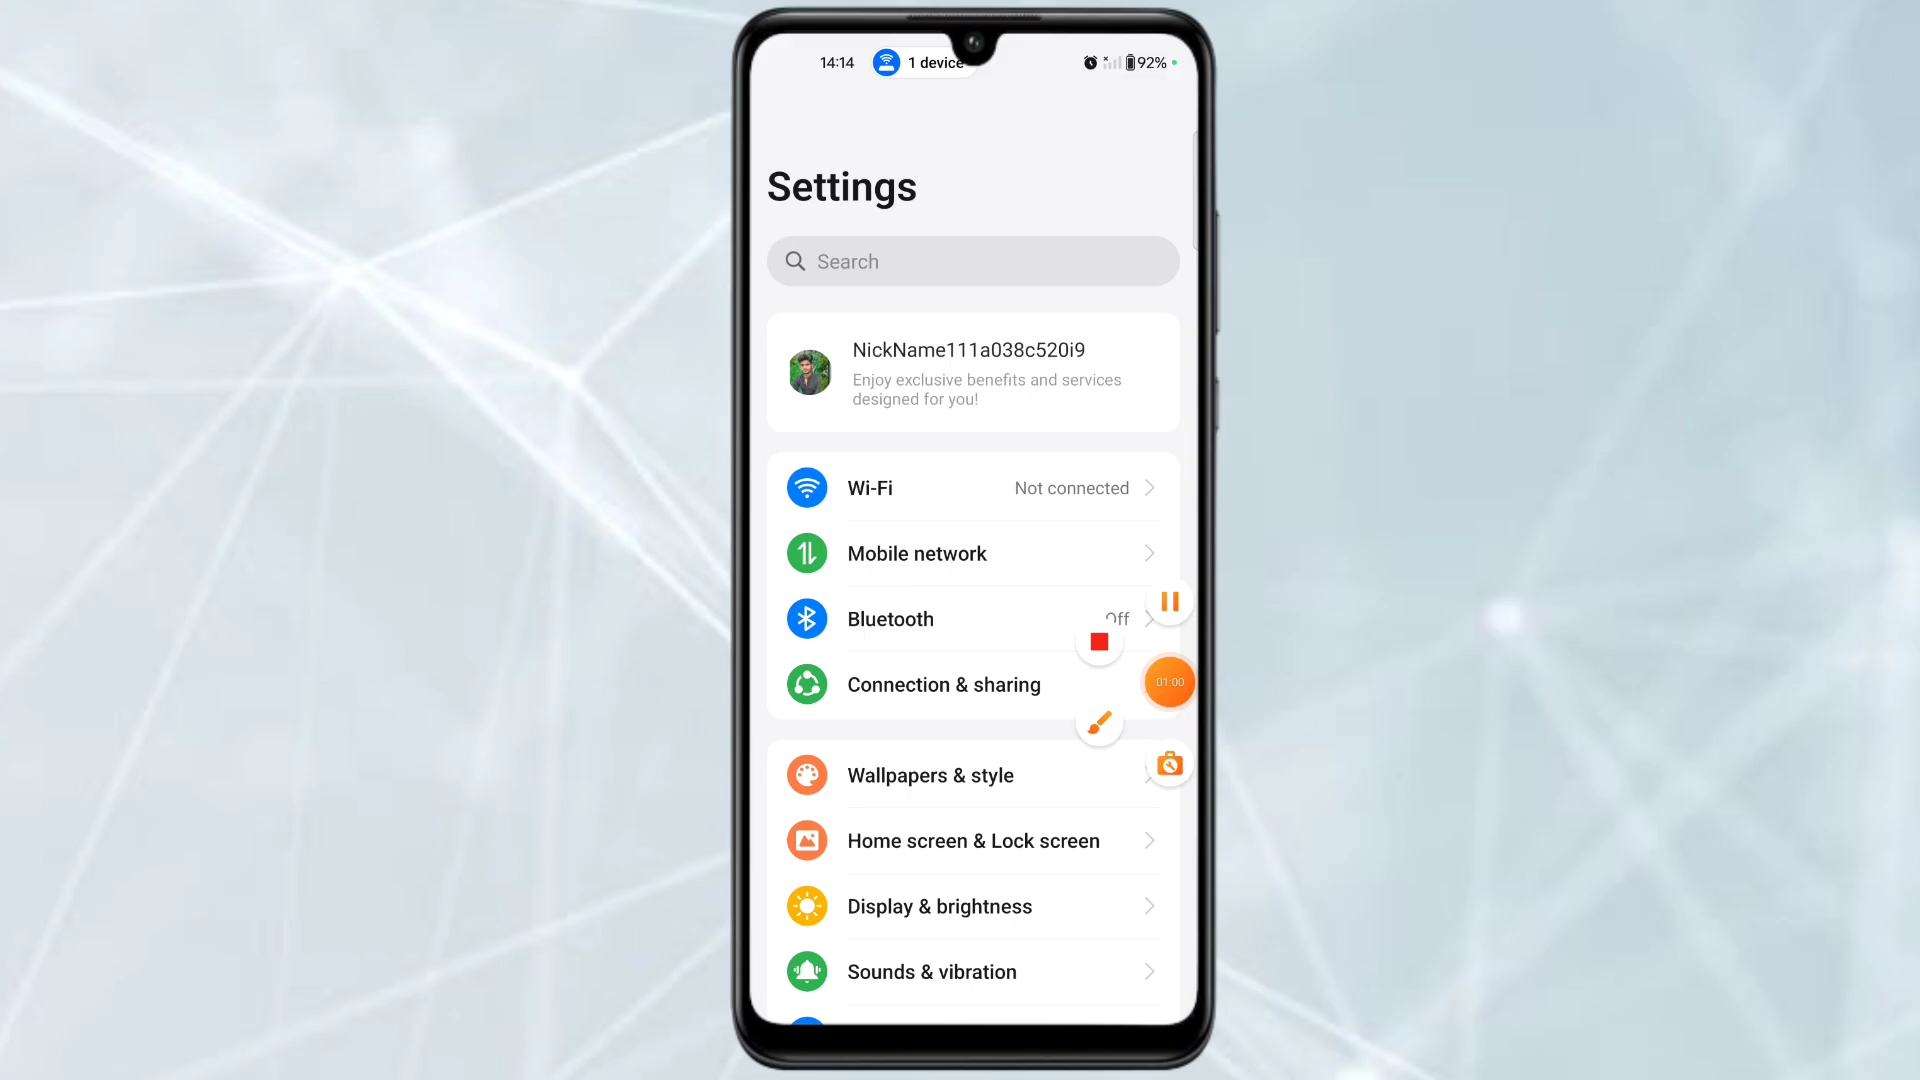 14:14
1 device
92%
Settings
Search
NickName111a038c520i9
Enjoy exclusive benefits and services
designed for you!
Wi-Fi
Not connected
Mobile network
Bluetooth
Off
Connection & sharing
01:00
Wallpapers & style
Home screen & Lock screen
Display & brightness
Sounds & vibration